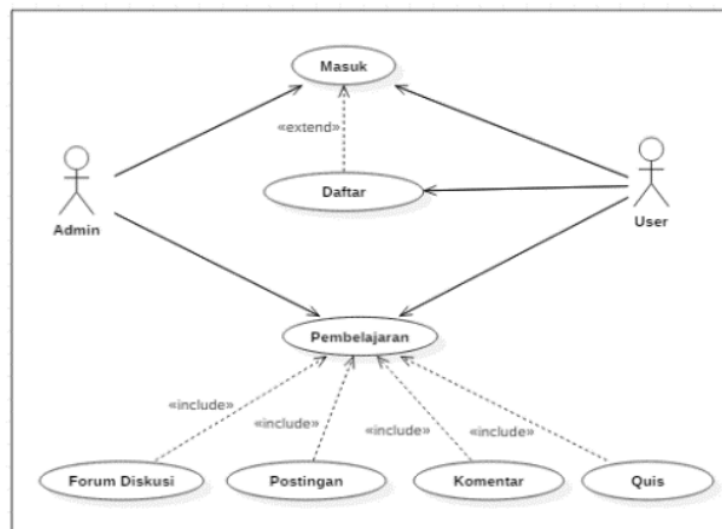 Masuk
«extend»
Daftar
Admin
User
Pembelajaran
«include»
«include»
«include»
«include»
Forum Diskusi
Postingan
Komentar
Quis